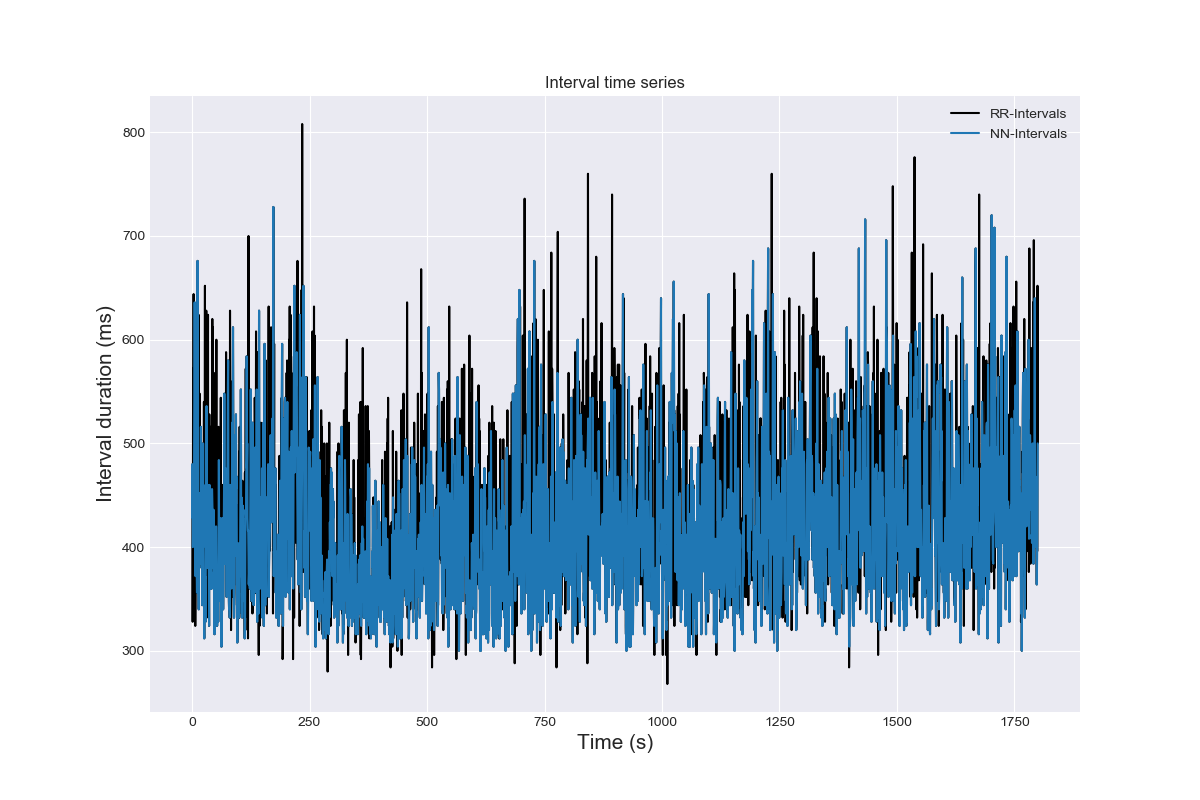 Interval time series
RR-Intervals
NN-Intervals
Interval duration (ms)
800
700
600
500
400
300
0 250 500 750 1000 1250 1500 1750
Time (s)